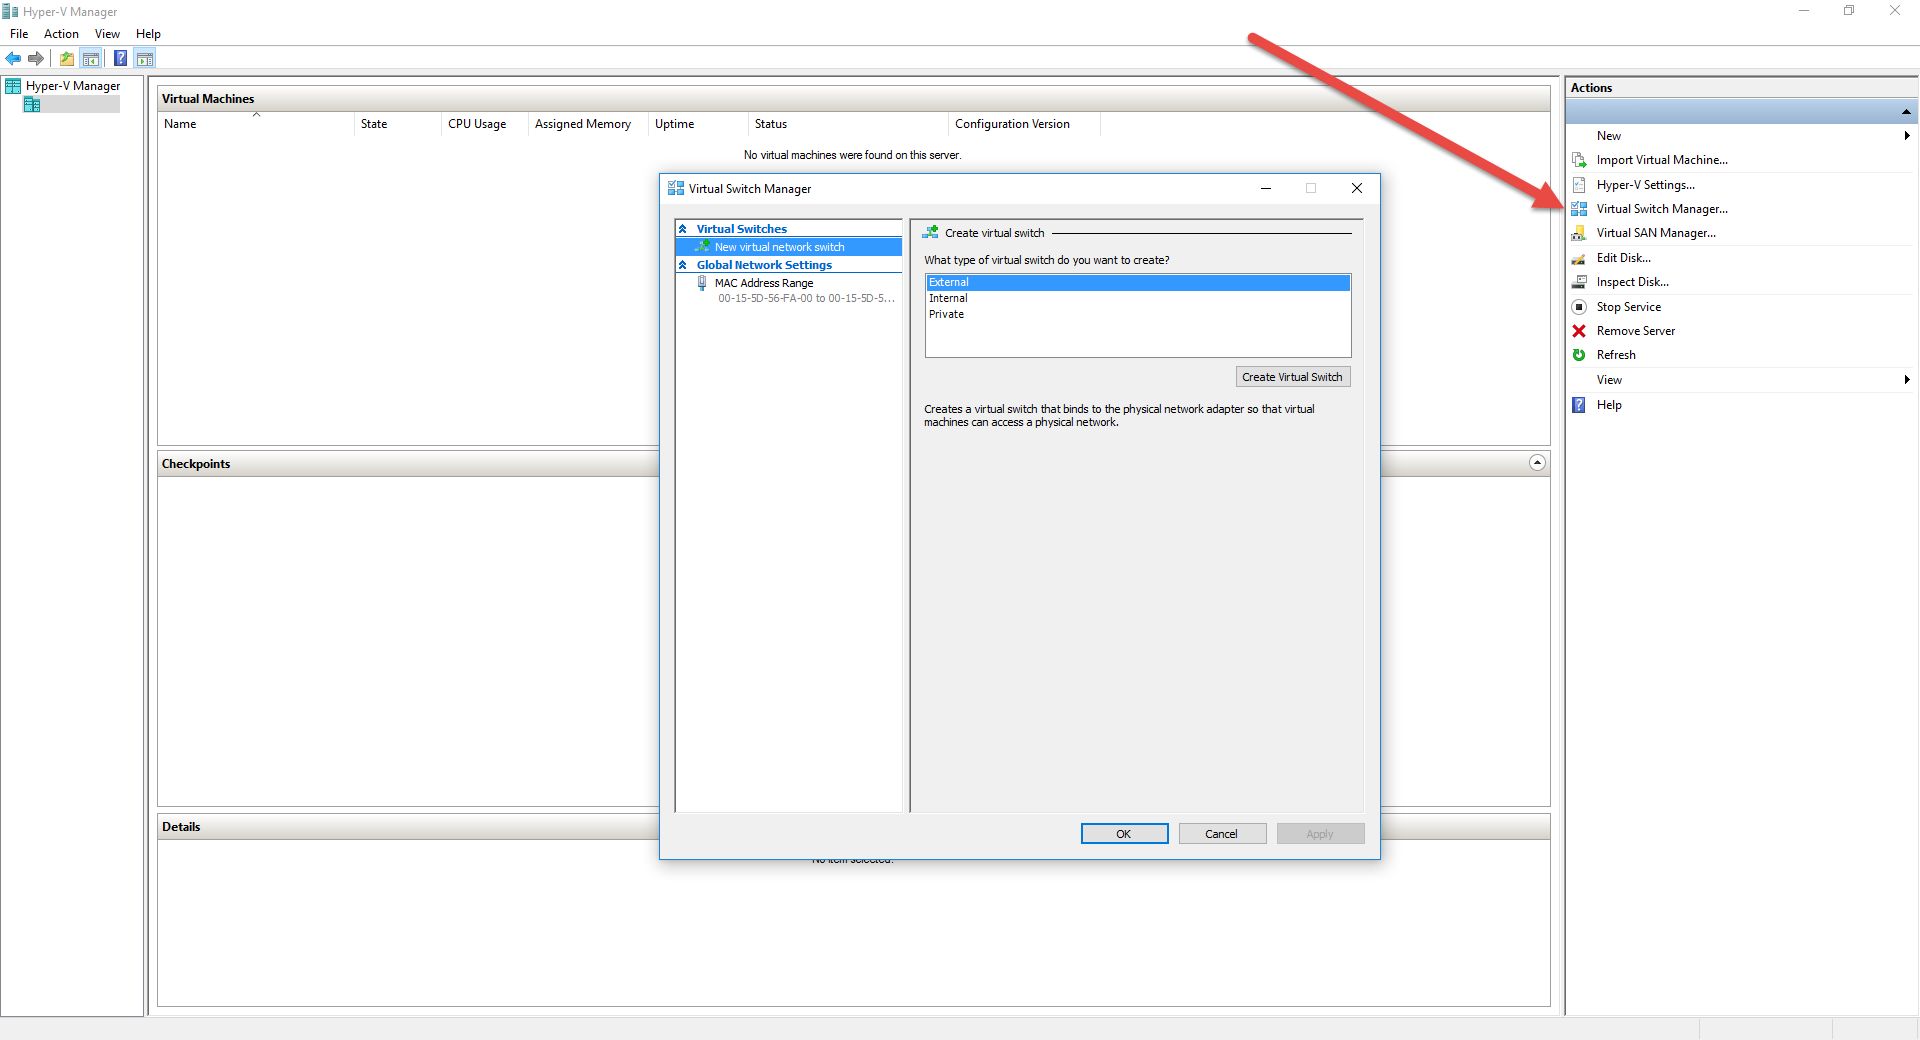 Hyper-V Manager
File Action View Help
Hyper-V Manager
Virtual Machines
Name State CPU Usage Assigned Memory Uptime Status Configuration Version
No virtual machines were found on this server.
Virtual Switch Manager
Virtual Switches
New virtual network switch
Global Network Settings
MAC Address Range
00-15-5D-56-FA-00 to 00-15-5D-5...
Create virtual switch
What type of virtual switch do you want to create?
External
Internal
Private
Create Virtual Switch
Creates a virtual switch that binds to the physical network adapter so that virtual
machines can access a physical network.
OK Cancel Apply
Checkpoints
Details
No item selected.
Actions
New
Import Virtual Machine...
Hyper-V Settings...
Virtual Switch Manager...
Virtual SAN Manager...
Edit Disk...
Inspect Disk...
Stop Service
Remove Server
Refresh
View
Help